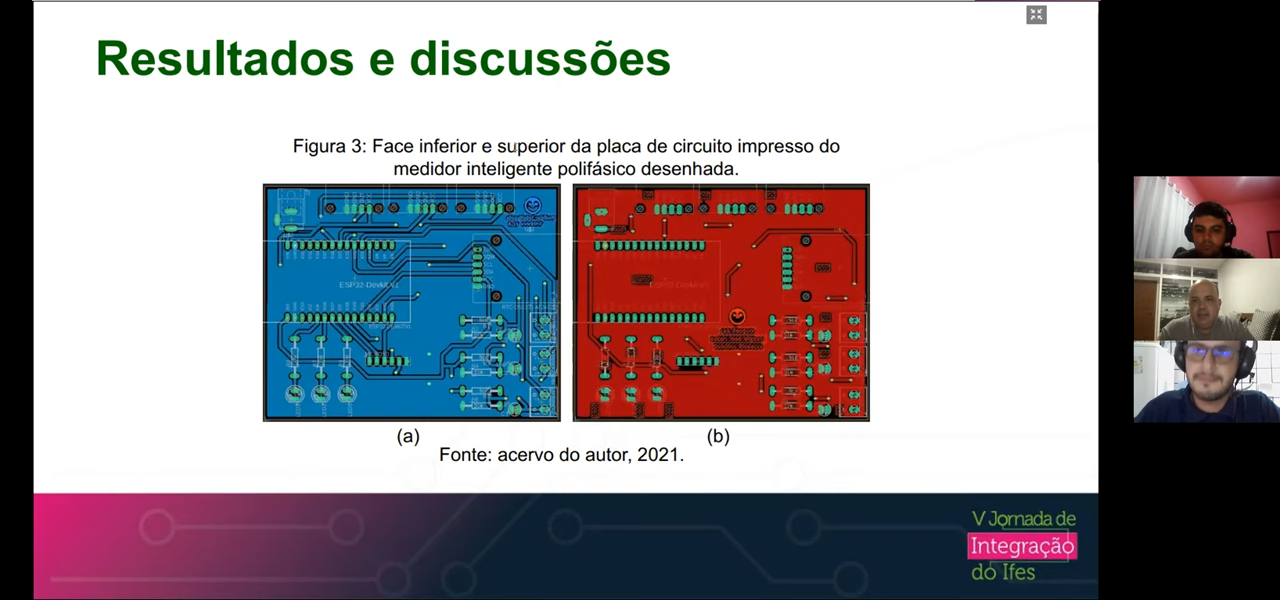 Resultados e discussões
Figura 3: Face inferior e superior da placa de circuito impresso do
medidor inteligente polifásico desenhada.
ESP32-DevkitV1
(a)
(b)
Fonte: acervo do autor, 2021.
V Jornada de
Integração
do Ifes